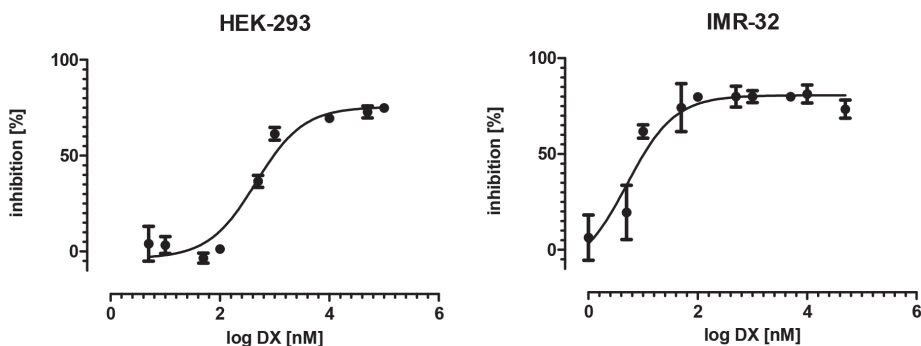 HEK-293
100
50
0
inhibition [%]
0 2 4 6
log DX [nM]
IMR-32
100
50
0
inhibition [%]
0 2 4 6
log DX [nM]